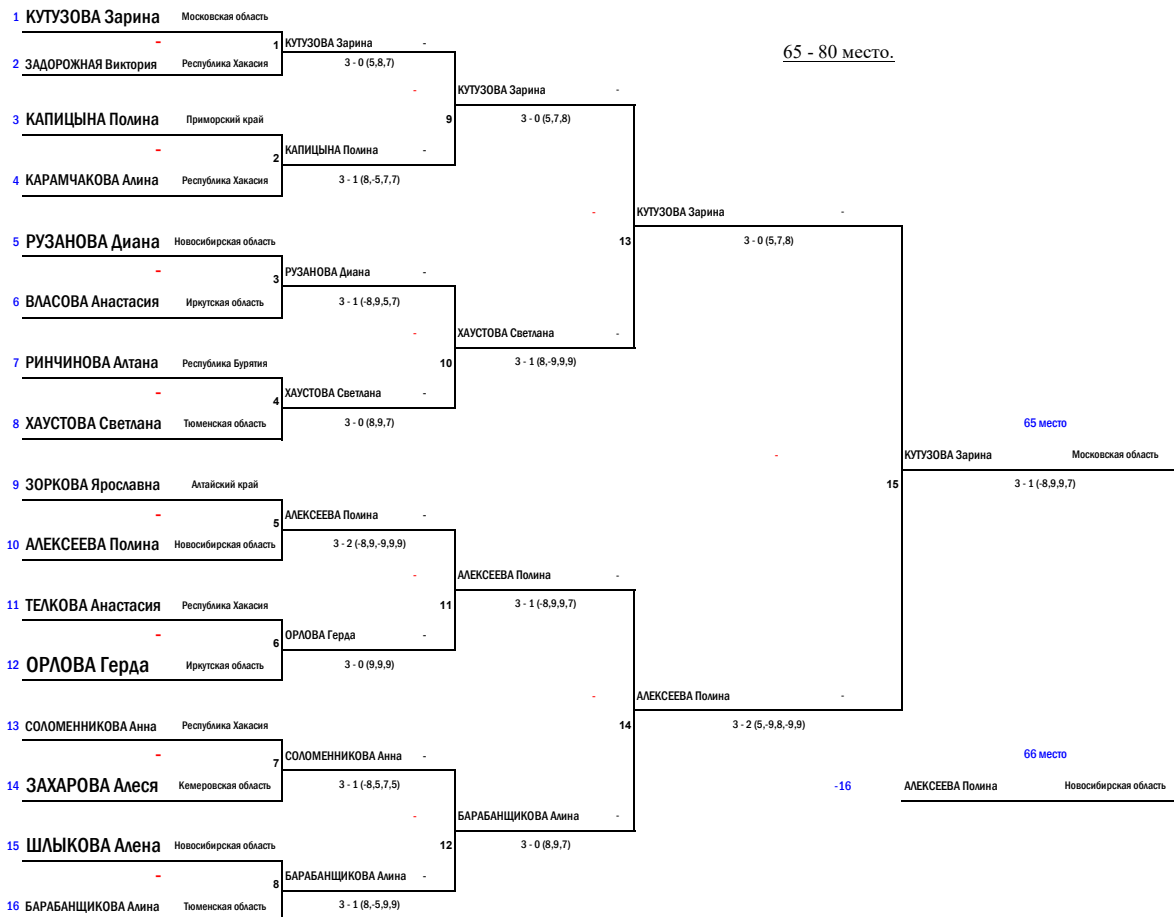 1 КУТУЗОВА Зарина Московская область
- 1 КУТУЗОВА Зарина -
65 - 80 место.
2 ЗАДОРОЖНАЯ Виктория Республика Хакасия 3 - 0 (5,8,7)
- КУТУЗОВА Зарина -
3 КАПИЦЫНА Полина Приморский край 9 3 - 0 (5,7,8)
- 2 КАПИЦЫНА Полина -
4 КАРАМЧАКОВА Алина Республика Хакасия 3 - 1 (8,-5,7,7)
- КУТУЗОВА Зарина -
5 РУЗАНОВА Диана Новосибирская область 13 3 - 0 (5,7,8)
- 3 РУЗАНОВА Диана -
6 ВЛАСОВА Анастасия Иркутская область 3 - 1 (-8,9,5,7)
- ХАУСТОВА Светлана -
7 РИНЧИНОВА Алтана Республика Бурятия 10 3 - 1 (8,-9,9,9)
- 4 ХАУСТОВА Светлана -
8 ХАУСТОВА Светлана Тюменская область 3 - 0 (8,9,7) 65 место
- КУТУЗОВА Зарина Московская область
9 ЗОРКОВА Ярославна Алтайский край 15 3 - 1 (-8,9,9,7)
- 5 АЛЕКСЕЕВА Полина -
10 АЛЕКСЕЕВА Полина Новосибирская область 3 - 2 (-8,9,-9,9,9)
- АЛЕКСЕЕВА Полина -
11 ТЕЛКОВА Анастасия Республика Хакасия 11 3 - 1 (-8,9,9,7)
- 6 ОРЛОВА Герда -
12 ОРЛОВА Герда Иркутская область 3 - 0 (9,9,9)
- АЛЕКСЕЕВА Полина -
13 СОЛОМЕННИКОВА Анна Республика Хакасия 14 3 - 2 (5,-9,8,-9,9)
- 7 СОЛОМЕННИКОВА Анна - 66 место
14 ЗАХАРОВА Алеся Кемеровская область 3 - 1 (-8,5,7,5) -16 АЛЕКСЕЕВА Полина Новосибирская область
- БАРАБАНЩИКОВА Алина -
15 ШЛЫКОВА Алена Новосибирская область 12 3 - 0 (8,9,7)
- 8 БАРАБАНЩИКОВА Алина -
16 БАРАБАНЩИКОВА Алина Тюменская область 3 - 1 (8,-5,9,9)